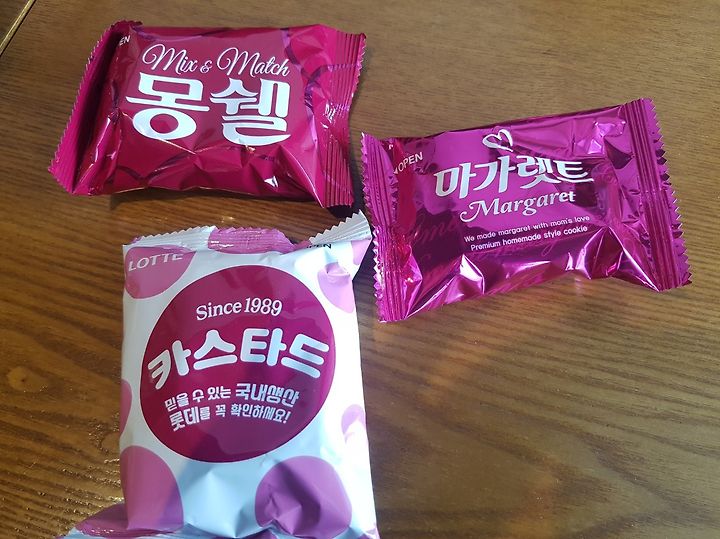 Mix & Match
몽쉘
OPEN
마가렛트
Margaret
We made margaret with mom's love
Premium homemade style cookie
LOTTE
Since 1989
카스타드
믿을 수 있는 국내생산
롯데를 꼭 확인하세요!